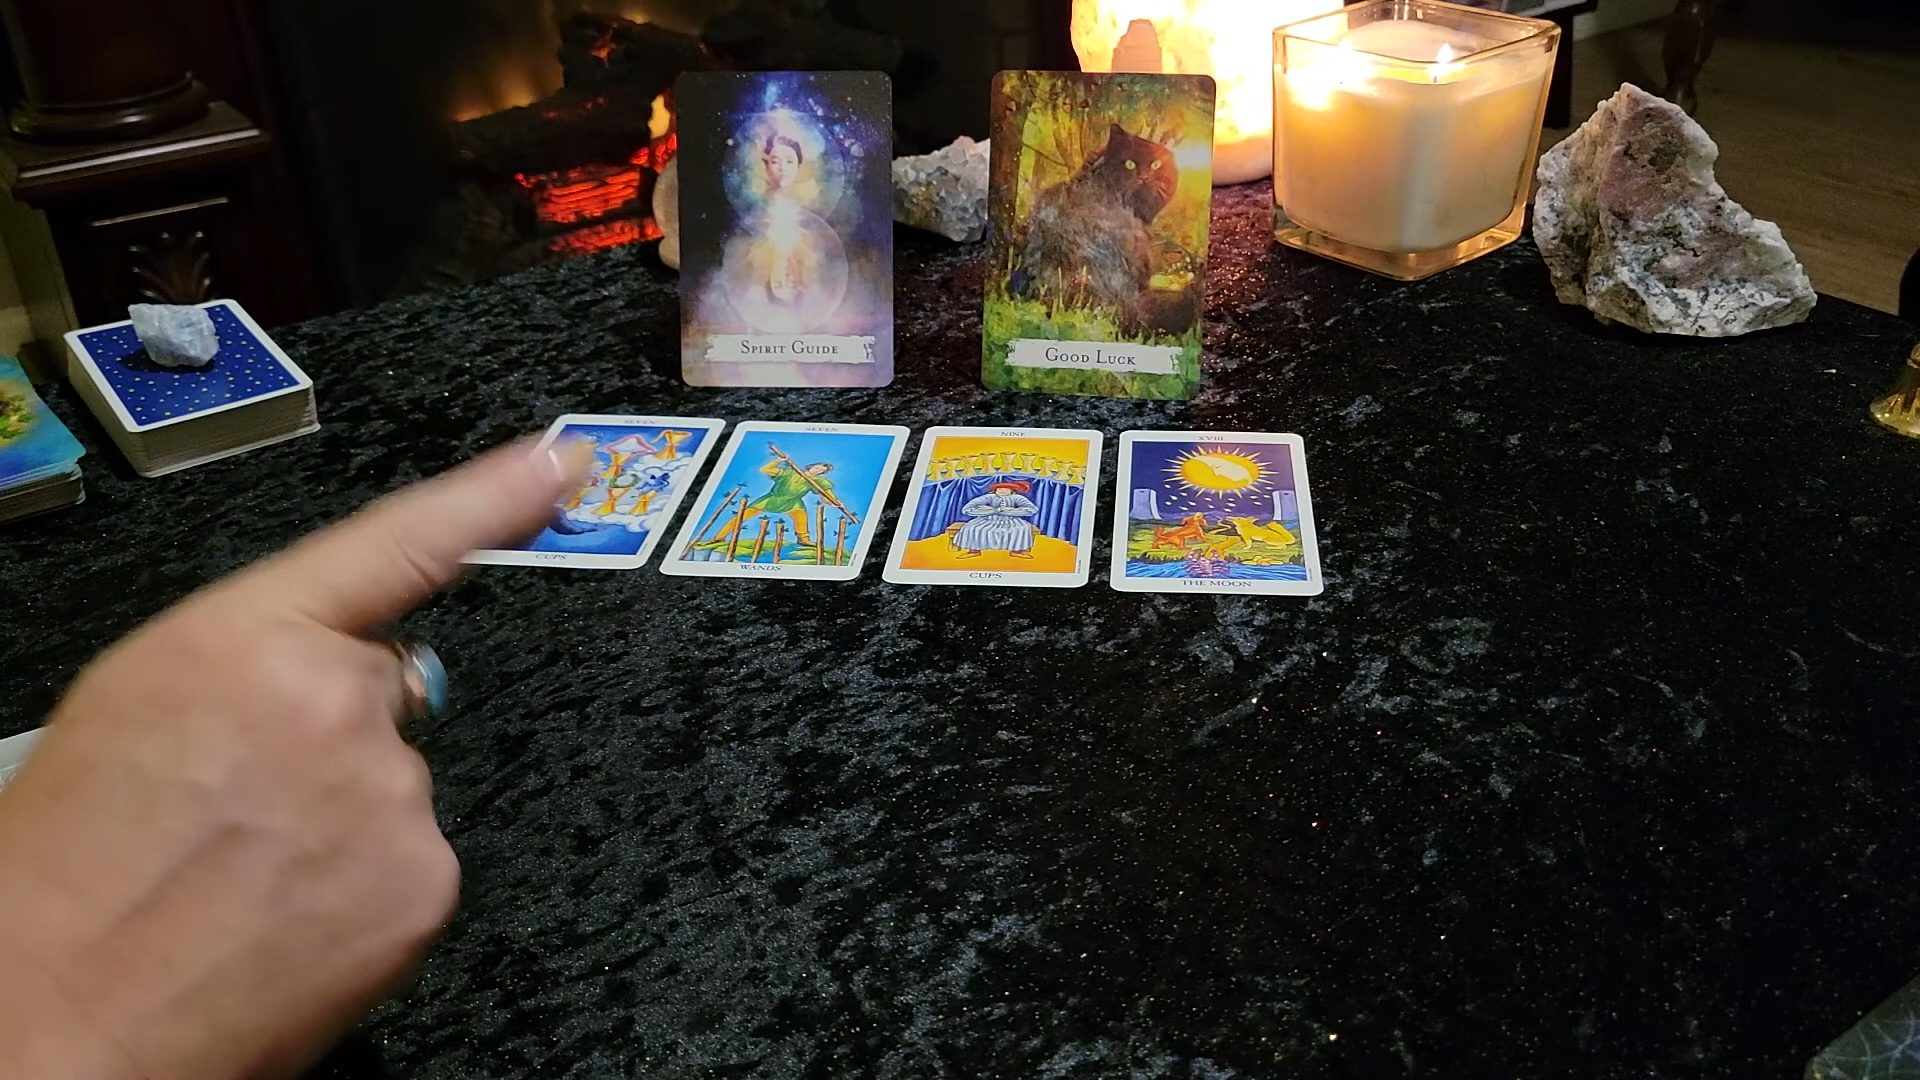 SPIRIT GUIDE
GOOD LUCK
SEVEN
CUPS
SEVEN
WANDS
NINE
CUPS
XVIII
THE MOON